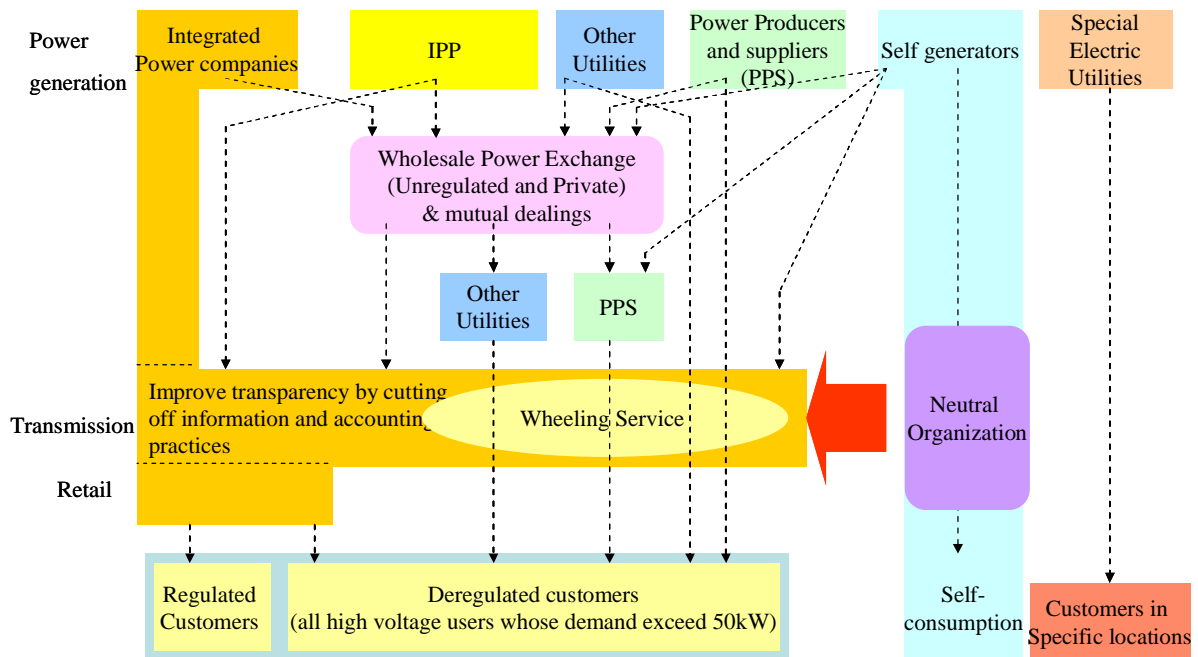 Power
generation
Integrated
Power companies
IPP
Other
Utilities
Power Producers
and suppliers
(PPS)
Self generators
Special
Electric
Utilities
Wholesale Power Exchange
(Unregulated and Private)
& mutual dealings
Other
Utilities
PPS
Transmission
Improve transparency by cutting
off information and accounting
practices
Wheeling Service
Neutral
Organization
Retail
Regulated
Customers
Deregulated customers
(all high voltage users whose demand exceed 50kW)
Self-
consumption
Customers in
Specific locations